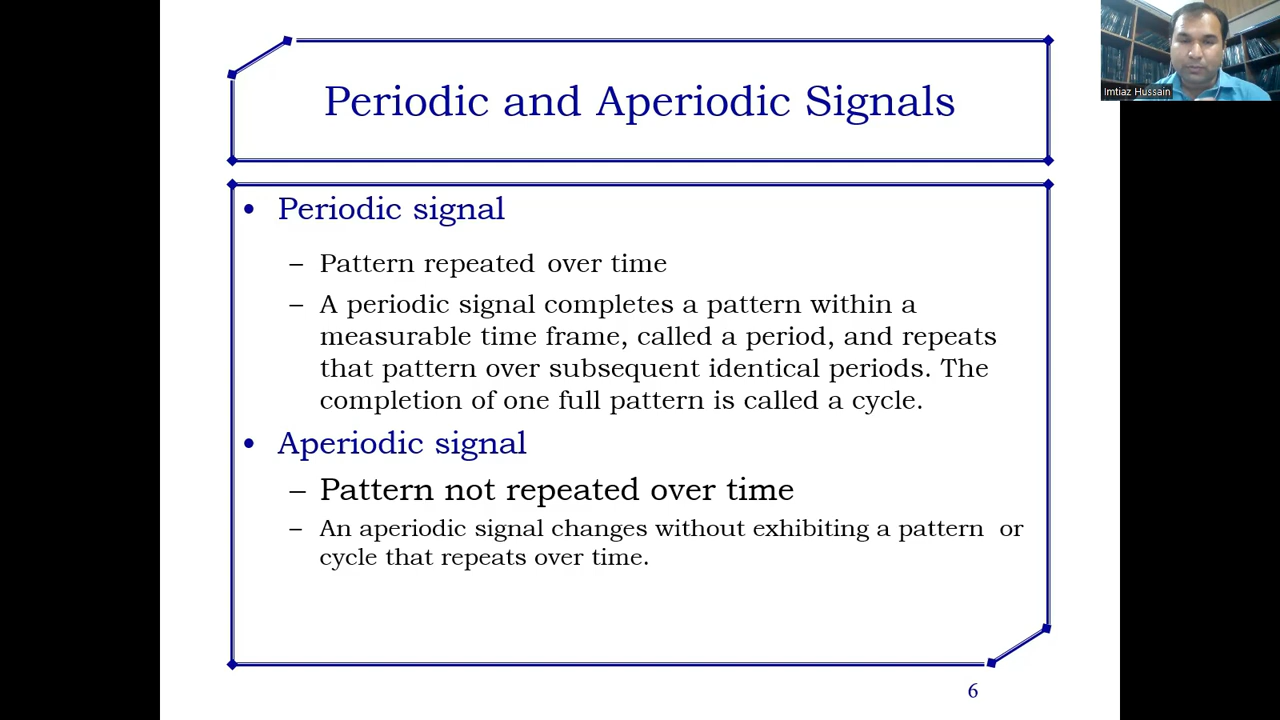 Periodic and Aperiodic Signals
Imtiaz Hussain
• Periodic signal
– Pattern repeated over time
– A periodic signal completes a pattern within a
measurable time frame, called a period, and repeats
that pattern over subsequent identical periods. The
completion of one full pattern is called a cycle.
• Aperiodic signal
– Pattern not repeated over time
– An aperiodic signal changes without exhibiting a pattern or
cycle that repeats over time.
6